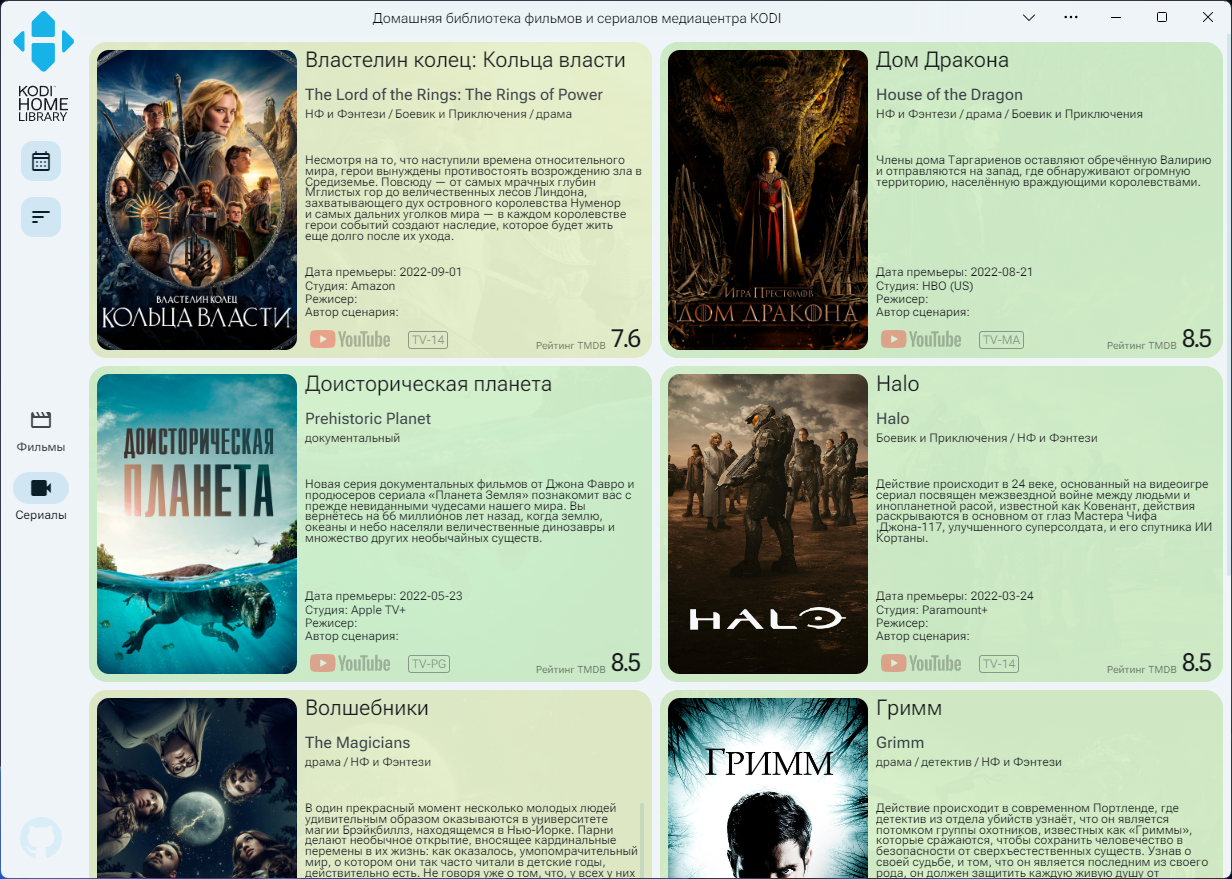 Домашняя библиотека фильмов и сериалов медиацентра KODI
KODI
HOME
LIBRARY
Фильмы
Сериалы
Властелин колец: Кольца власти
The Lord of the Rings: The Rings of Power
НФ и Фэнтези / Боевик и Приключения / драма
Несмотря на то, что наступили времена относительного
мира, герои вынуждены противостоять возрождению зла в
Средиземье. Повсюду — от самых мрачных глубин
Мглистых гор до величественных лесов Линдона,
захватывающего дух островного королевства Нуменор
и самых дальних уголков мира — в каждом королевстве
герои событий создают наследие, которое будет жить
еще долго после их ухода.
Дата премьеры: 2022-09-01
Студия: Amazon
Режисер:
Автор сценария:
YouTube
TV-14
Рейтинг TMDB 7.6
ВЛАСТЕЛИН КОЛЕЦ
КОЛЬЦА ВЛАСТИ
Дом Дракона
House of the Dragon
НФ и Фэнтези / драма / Боевик и Приключения
Члены дома Таргариенов оставляют обречённую Валирию
и отправляются на запад, где обнаруживают огромную
территорию, населённую враждующими королевствами.
Дата премьеры: 2022-08-21
Студия: HBO (US)
Режисер:
Автор сценария:
YouTube
TV-MA
Рейтинг TMDB 8.5
ИГРА ПРЕСТОЛОВ
ДОМ ДРАКОНА
Доисторическая планета
Prehistoric Planet
документальный
Новая серия документальных фильмов от Джона Фавро и
продюсеров сериала «Планета Земля» познакомит вас с
прежде невиданными чудесами нашего мира. Вы
вернётесь на 66 миллионов лет назад, когда землю,
океаны и небо населяли величественные динозавры и
множество других необычайных существ.
Дата премьеры: 2022-05-23
Студия: Apple TV+
Режисер:
Автор сценария:
YouTube
TV-PG
Рейтинг TMDB 8.5
ДОИСТОРИЧЕСКАЯ
ПЛАНЕТА
Halo
Halo
Боевик и Приключения / НФ и Фэнтези
Действие происходит в 24 веке, основанный на видеоигре
сериал посвящен межзвездной войне между людьми и
инопланетной расой, известной как Ковенант, действия
раскрываются в основном от глаз Мастера Чифа
Джона-117, улучшенного суперсолдата, и его спутника ИИ
Кортаны.
Дата премьеры: 2022-03-24
Студия: Paramount+
Режисер:
Автор сценария:
YouTube
TV-14
Рейтинг TMDB 8.5
HALO
Волшебники
The Magicians
драма / НФ и Фэнтези
В один прекрасный момент несколько молодых людей
удивительным образом оказываются в университете
магии Брэйкбиллз, находящемся в Нью-Йорке. Парни
делают необычное открытие, вносящее кардинальные
перемены в их жизнь: как оказалось, умопомрачительный
мир, о котором они так часто читали в детские годы,
действительно есть. Не говоря уже о том, что, у всех у них
Гримм
Grimm
драма / детектив / НФ и Фэнтези
Действие происходит в современном Портленде, где
детектив из отдела убийств узнаёт, что он является
потомком группы охотников, известных как «Гриммы»,
которые сражаются, чтобы сохранить человечество в
безопасности от сверхъестественных существ. Узнав о
своей судьбе, и том, что он является последним из своего
рода, он должен защитить каждую живую душу от
ГРИММ